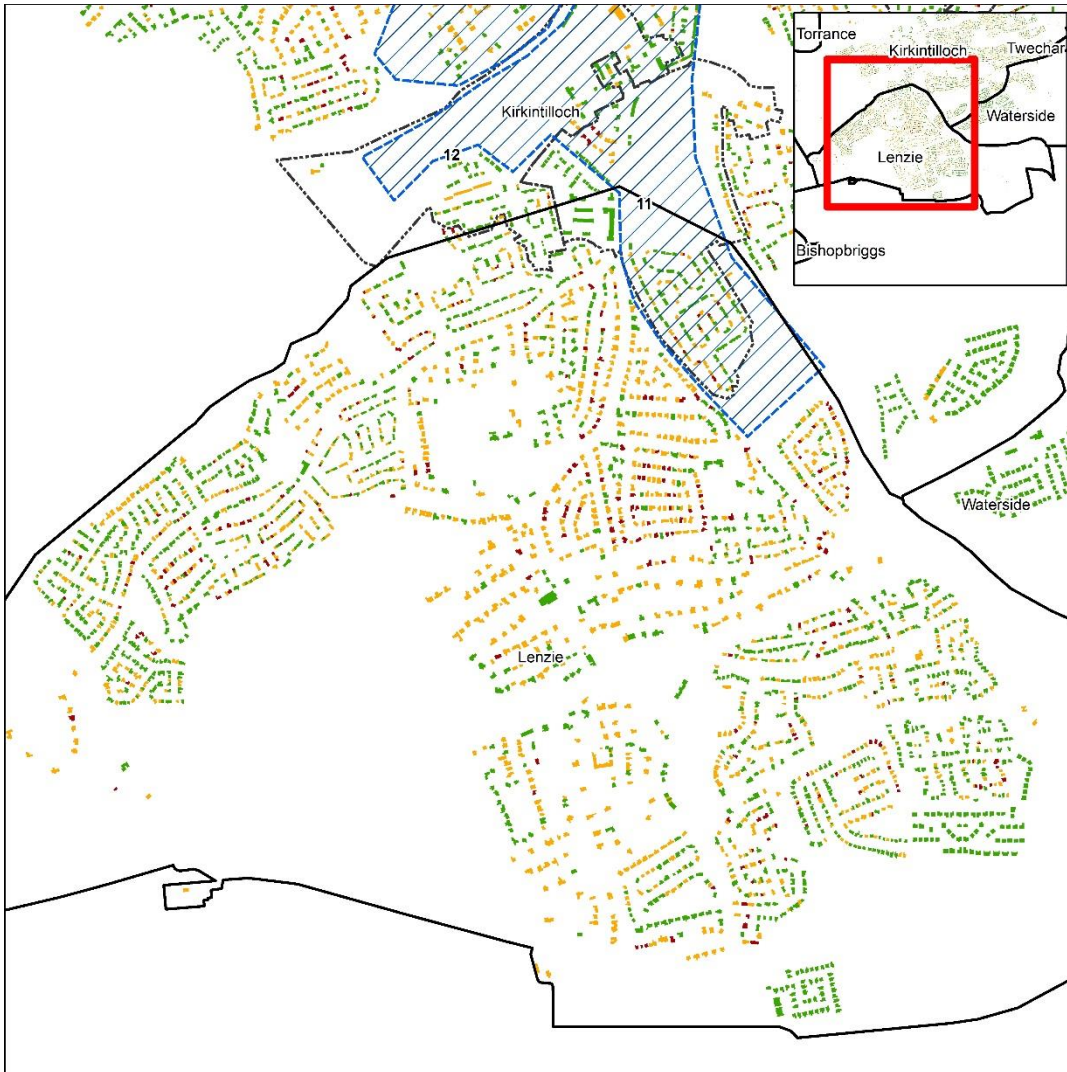 Kirkintilloch
12
11
Lenzie
Waterside
Torrance
Kirkintilloch
Twechar
Waterside
Lenzie
Bishopbriggs